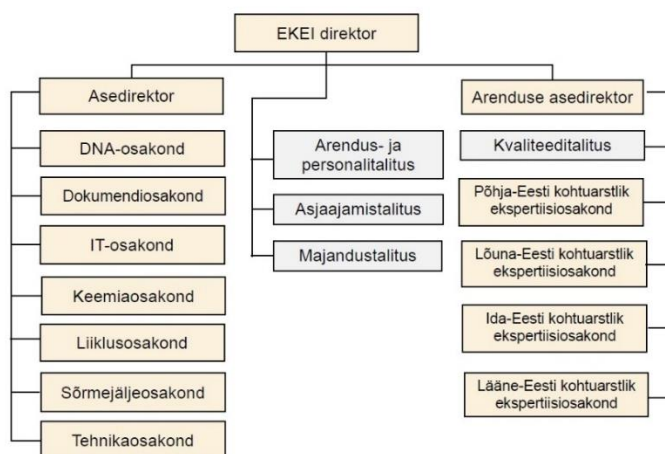 EKEI direktor
Asedirektor
DNA-osakond
Dokumendiosakond
IT-osakond
Keemiaosakond
Liiklusosakond
Sõrmejäljeosakond
Tehnikaosakond
Arendus- ja
personalitalitus
Asjaajamistalitus
Majandustalitus
Arenduse asedirektor
Kvaliteeditalitus
Põhja-Eesti kohtuarstlik
ekspertiisiosakond
Lõuna-Eesti kohtuarstlik
ekspertiisiosakond
Ida-Eesti kohtuarstlik
ekspertiisiosakond
Lääne-Eesti kohtuarstlik
ekspertiisiosakond